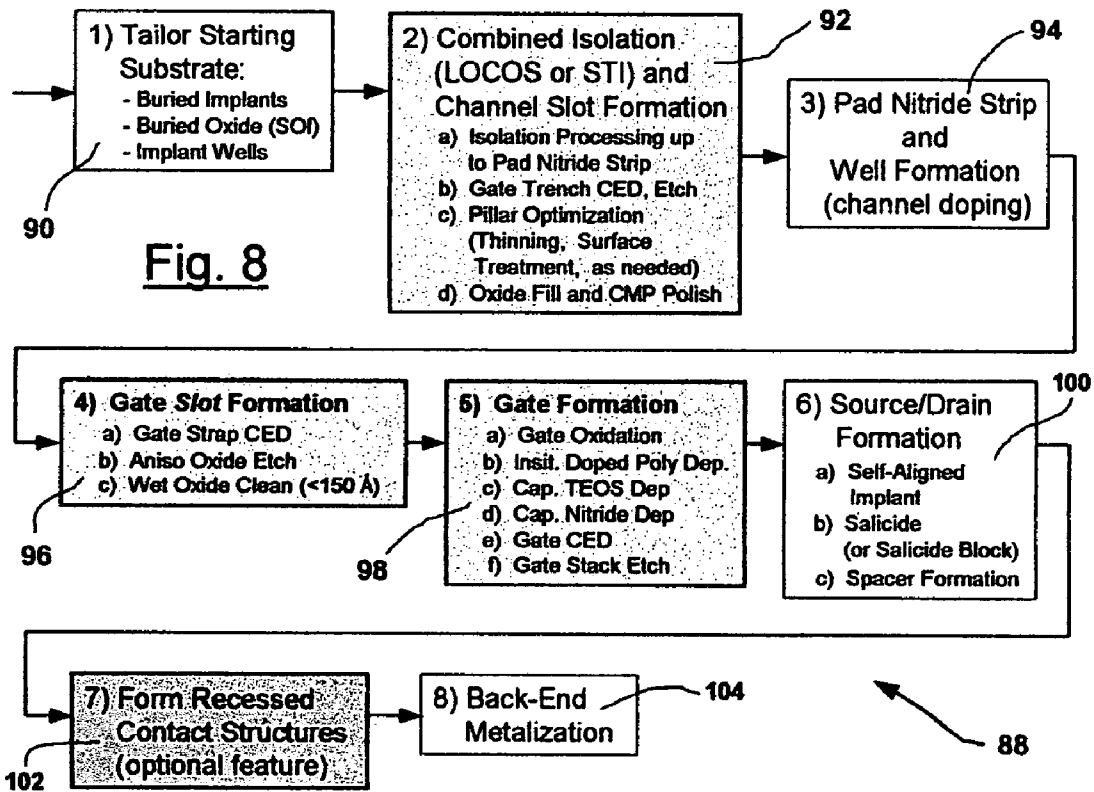 1) Tailor Starting
Substrate:
- Buried Implants
- Buried Oxide (SOI)
- Implant Wells
90
2) Combined Isolation
(LOCOS or STI) and
Channel Slot Formation
a) Isolation Processing up
to Pad Nitride Strip
b) Gate Trench CED, Etch
c) Pillar Optimization
(Thinning, Surface
Treatment, as needed)
d) Oxide Fill and CMP Polish
92
3) Pad Nitride Strip
and
Well Formation
(channel doping)
94
Fig. 8
4) Gate Slot Formation
a) Gate Strap CED
b) Aniso Oxide Etch
c) Wet Oxide Clean (<150 Å)
96
5) Gate Formation
a) Gate Oxidation
b) Insit. Doped Poly Dep.
c) Cap. TEOS Dep
d) Cap. Nitride Dep
e) Gate CED
f) Gate Stack Etch
98
6) Source/Drain
Formation
a) Self-Aligned
Implant
b) Salicide
(or Salicide Block)
c) Spacer Formation
100
7) Form Recessed
Contact Structures
(optional feature)
102
8) Back-End
Metalization
104
88